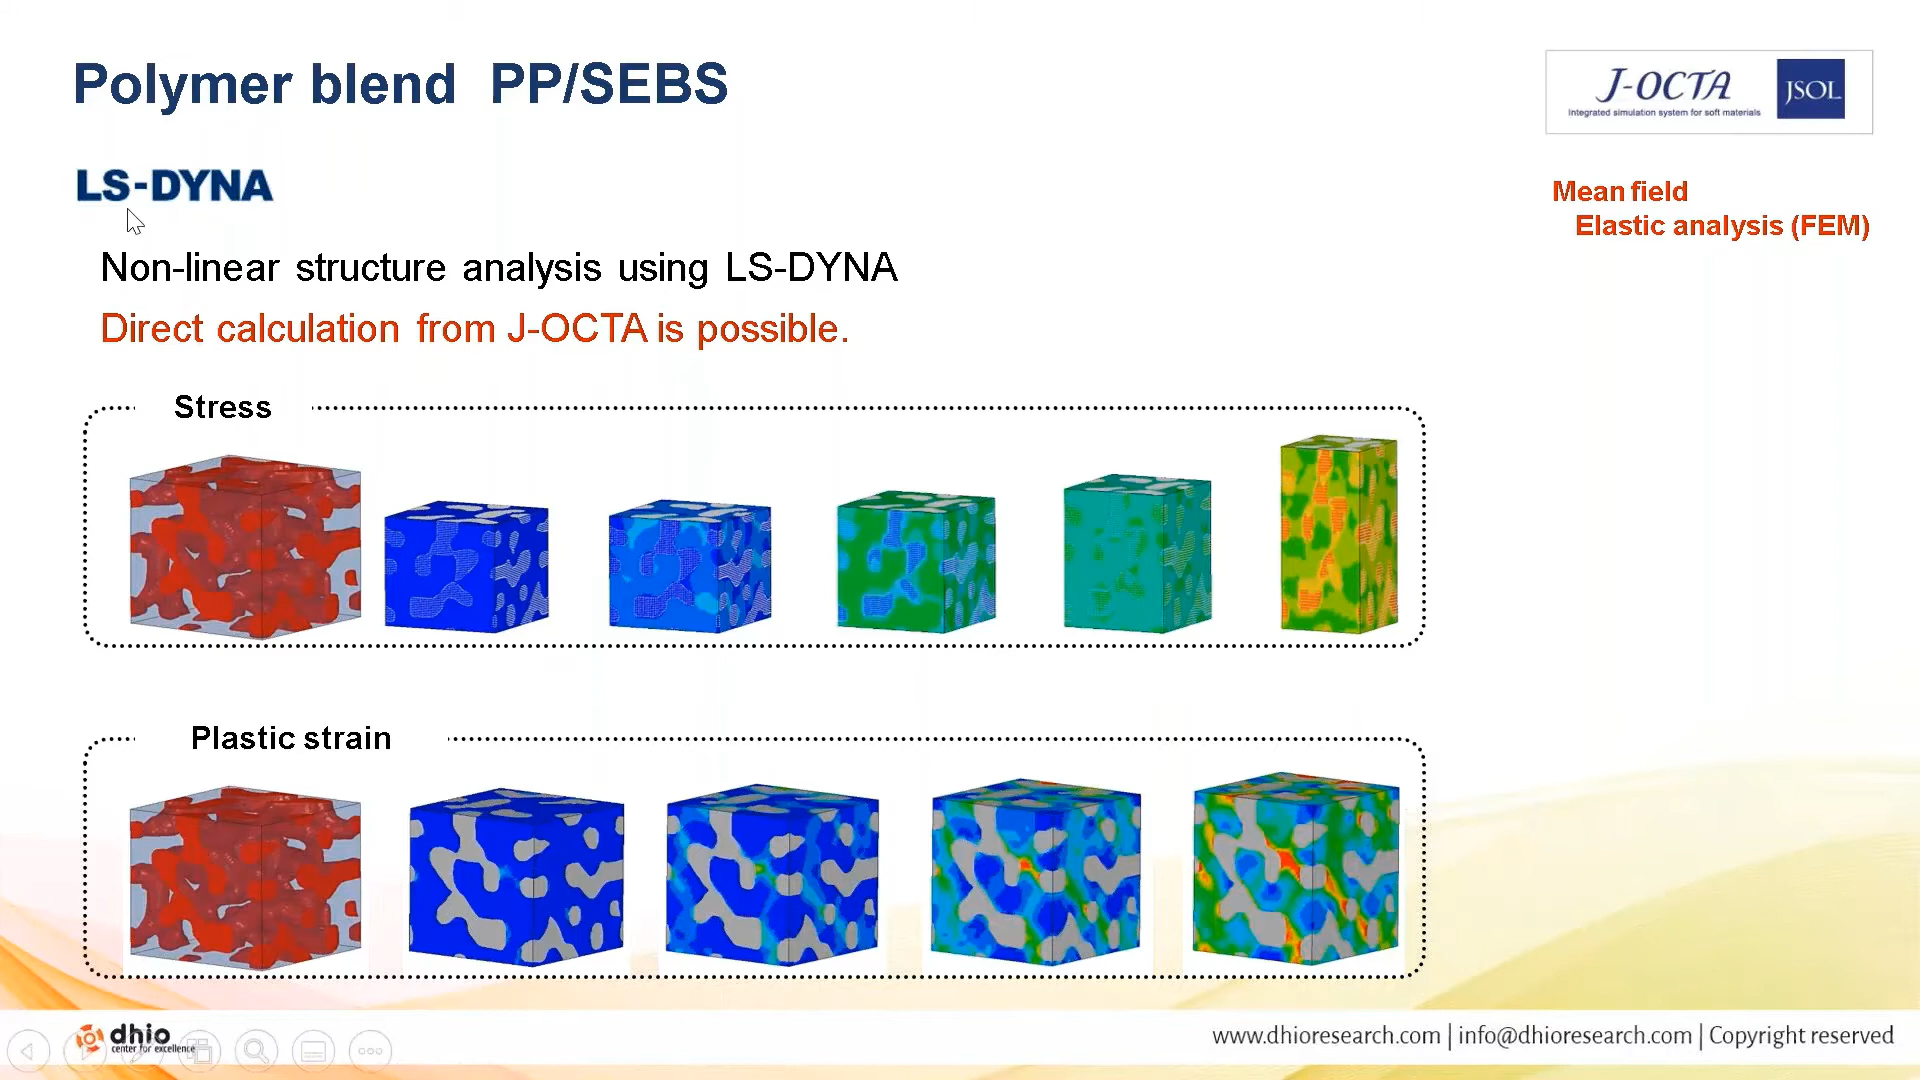 Polymer blend PP/SEBS
J-OCTA
Integrated simulation system for soft materials
JSOL
LS-DYNA
Mean field
Elastic analysis (FEM)
Non-linear structure analysis using LS-DYNA
Direct calculation from J-OCTA is possible.
Stress
Plastic strain
dhio
center for excellence
www.dhioresearch.com | info@dhioresearch.com | Copyright reserved